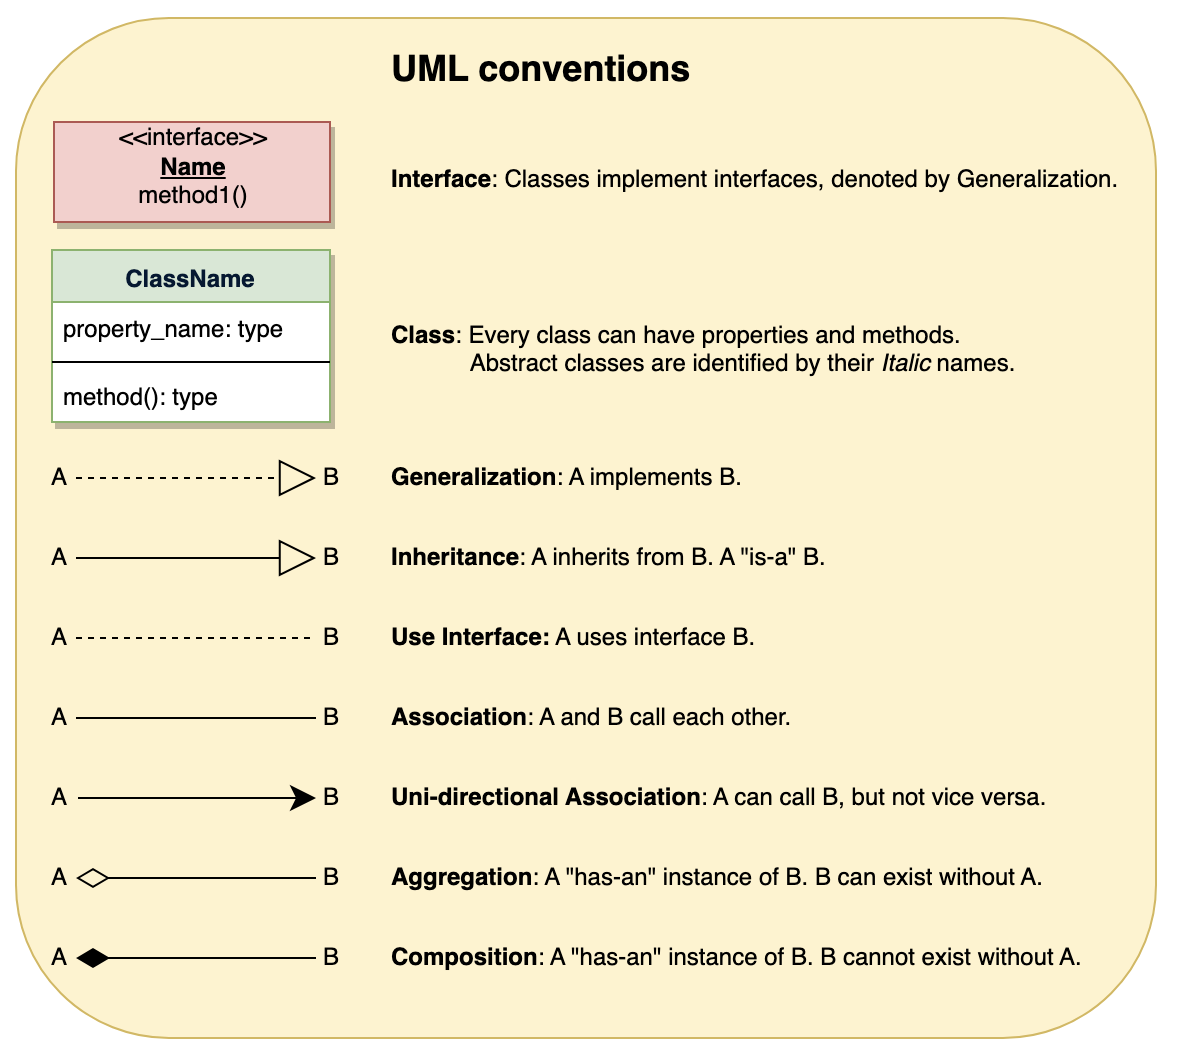 UML conventions
<<interface>>
Name
method1()
Interface: Classes implement interfaces, denoted by Generalization.
ClassName
property_name: type
method(): type
Class: Every class can have properties and methods.
Abstract classes are identified by their Italic names.
A B Generalization: A implements B.
A B Inheritance: A inherits from B. A "is-a" B.
A B Use Interface: A uses interface B.
A B Association: A and B call each other.
A B Uni-directional Association: A can call B, but not vice versa.
A B Aggregation: A "has-an" instance of B. B can exist without A.
A B Composition: A "has-an" instance of B. B cannot exist without A.